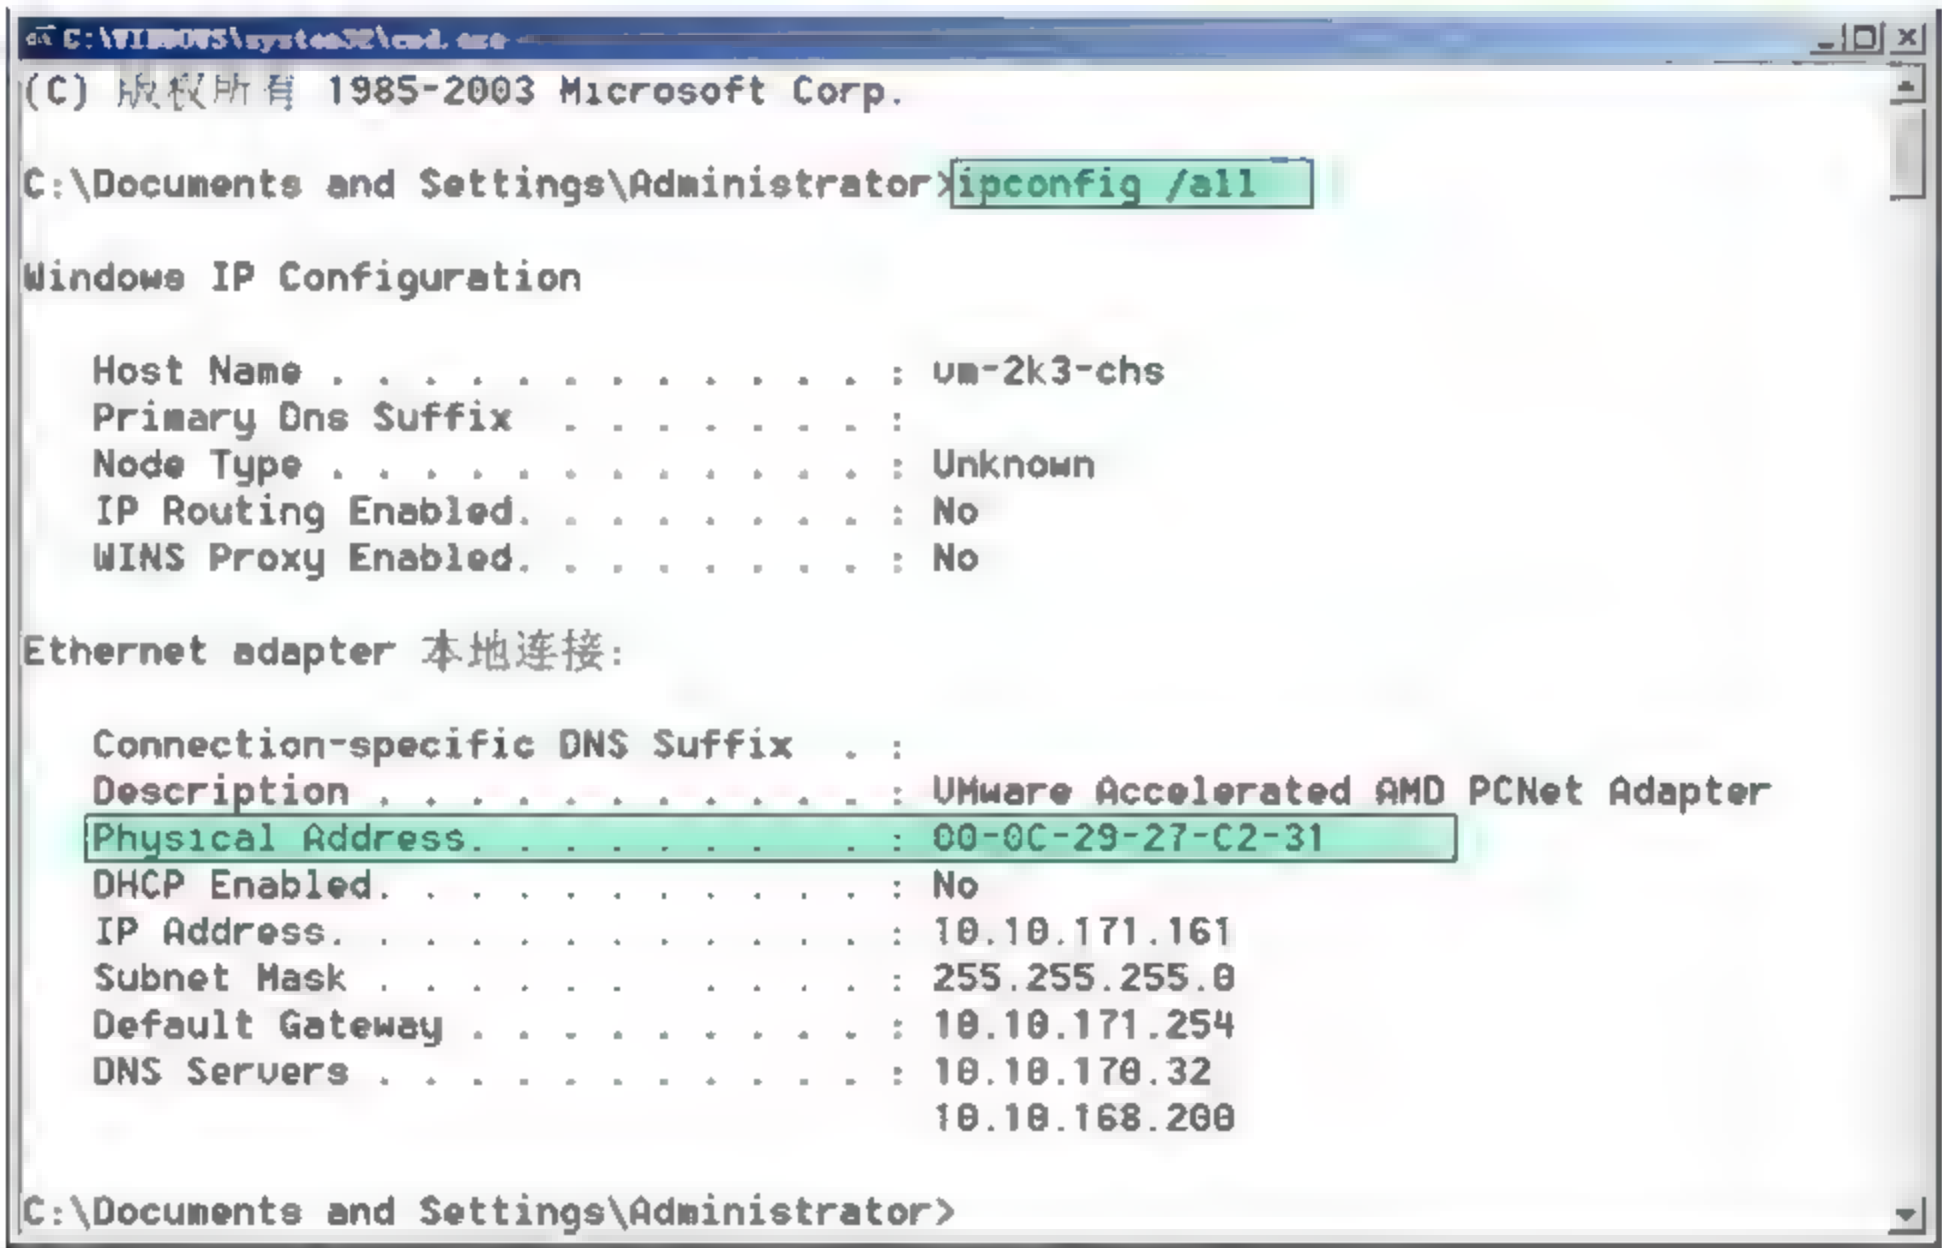 C:\WINDOWS\system32\cmd.exe
(C) 版权所有 1985-2003 Microsoft Corp.
C:\Documents and Settings\Administrator>ipconfig /all
Windows IP Configuration
Host Name . . . . . . . . . . . . : vm-2k3-chs
Primary Dns Suffix . . . . . . . :
Node Type . . . . . . . . . . . . : Unknown
IP Routing Enabled. . . . . . . . : No
WINS Proxy Enabled. . . . . . . . : No
Ethernet adapter 本地连接:
Connection-specific DNS Suffix . :
Description . . . . . . . . . . . : VMware Accelerated AMD PCNet Adapter
Physical Address. . . . . . . . : 00-0C-29-27-C2-31
DHCP Enabled. . . . . . . . . . . : No
IP Address. . . . . . . . . . . . : 10.10.171.161
Subnet Mask . . . . . . . . . . : 255.255.255.0
Default Gateway . . . . . . . . . : 10.10.171.254
DNS Servers . . . . . . . . . . . : 10.10.170.32
10.10.168.200
C:\Documents and Settings\Administrator>